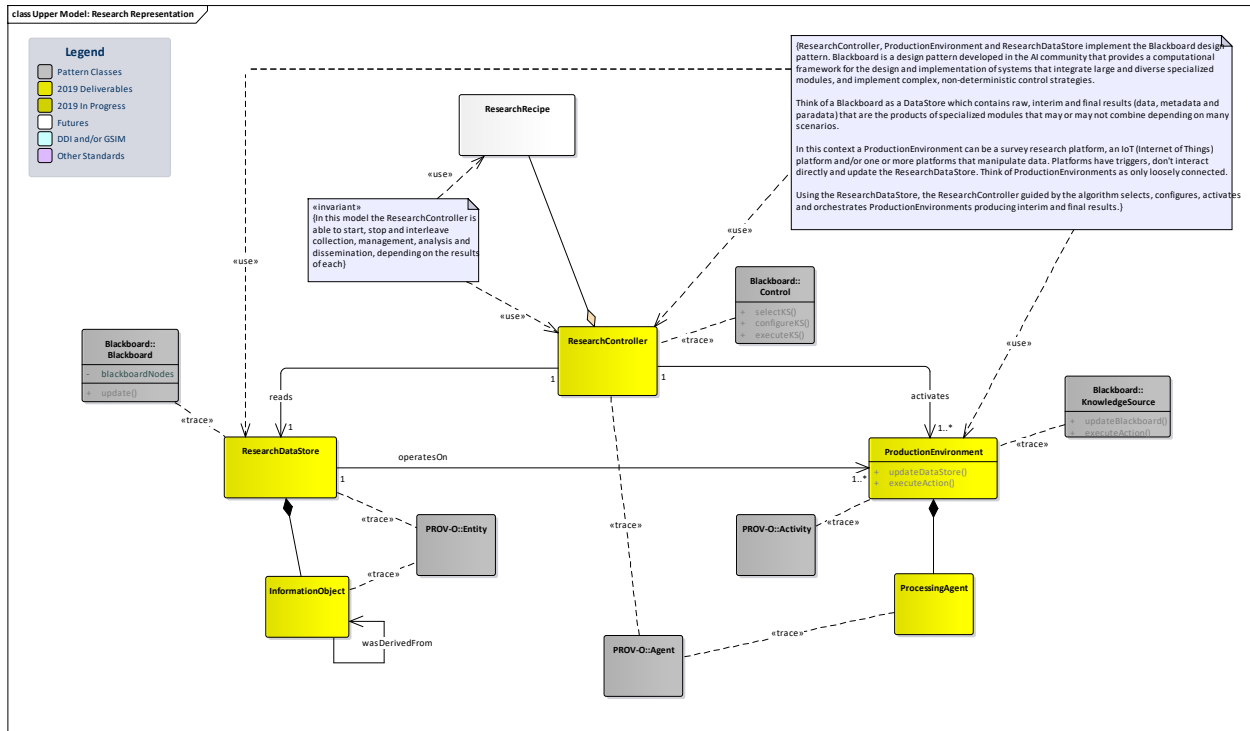 class Upper Model: Research Representation
Legend
Pattern Classes
2019 Deliverables
2019 In Progress
Futures
DDI and/or GSIM
Other Standards
{ResearchController, ProductionEnvironment and ResearchDataStore implement the Blackboard design
pattern. Blackboard is a design pattern developed in the AI community that provides a computational
framework for the design and implementation of systems that integrate large and diverse specialized
modules, and implement complex, non-deterministic control strategies.
Think of a Blackboard as a DataStore which contains raw, interim and final results (data, metadata and
paradata) that are the products of specialized modules that may or may not combine depending on many
scenarios.
In this context a ProductionEnvironment can be a survey research platform, an IoT (Internet of Things)
platform and/or one or more platforms that manipulate data. Platforms have triggers, don't interact
directly and update the ResearchDataStore. Think of ProductionEnvironments as only loosely connected.
Using the ResearchDataStore, the ResearchController guided by the algorithm selects, configures, activates
and orchestrates ProductionEnvironments producing interim and final results.}
ResearchRecipe
«use»
«invariant»
{In this model the ResearchController is
able to start, stop and interleave
collection, management, analysis and
dissemination, depending on the results
of each}
«use»
«use»
«use»
«use»
Blackboard::
Control
+ selectKS()
+ configureKS()
+ executeKS()
«trace»
ResearchController
1
1
reads
1
activates
1..*
Blackboard::
Blackboard
- blackboardNodes
+ update()
«trace»
Blackboard::
KnowledgeSource
+ updateBlackboard()
+ executeAction()
«trace»
ResearchDataStore
1
operatesOn
1..*
ProductionEnvironment
+ updateDataStore()
+ executeAction()
«trace»
PROV-O::Entity
«trace»
«trace»
PROV-O::Activity
«trace»
InformationObject
wasDerivedFrom
ProcessingAgent
PROV-O::Agent
«trace»